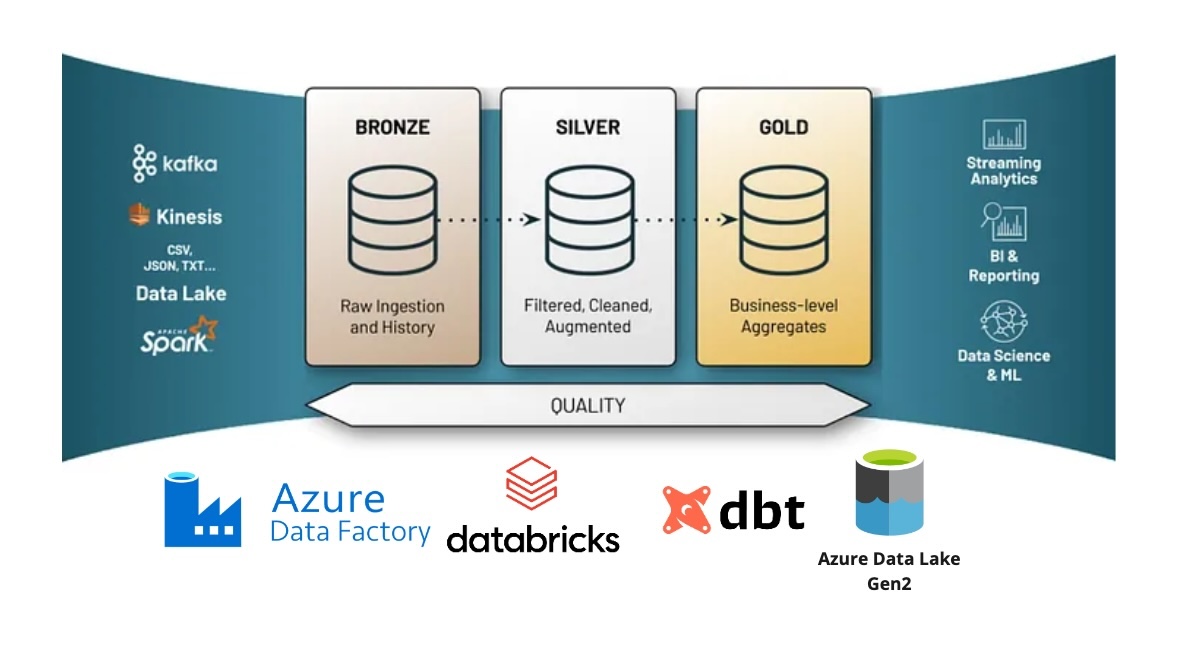 kafka
Kinesis
CSV,
JSON, TXT...
Data Lake
APACHE
Spark
BRONZE
Raw Ingestion
and History
SILVER
Filtered, Cleaned,
Augmented
GOLD
Business-level
Aggregates
QUALITY
Streaming
Analytics
BI &
Reporting
Data Science
& ML
Azure
Data Factory
databricks
dbt
Azure Data Lake
Gen2